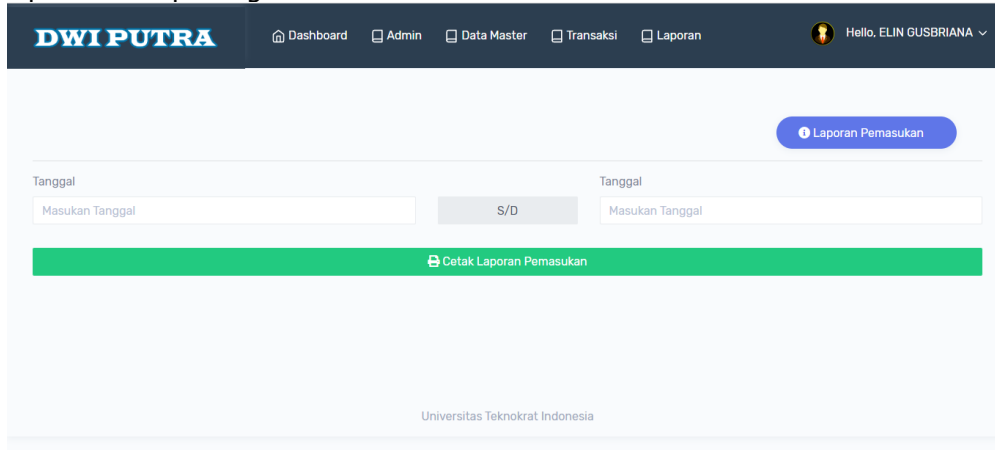 DWI PUTRA
Dashboard Admin Data Master Transaksi Laporan
Hello, ELIN GUSBRIANA
Laporan Pemasukan
Tanggal Tanggal
Masukan Tanggal S/D Masukan Tanggal
Cetak Laporan Pemasukan
Universitas Teknokrat Indonesia